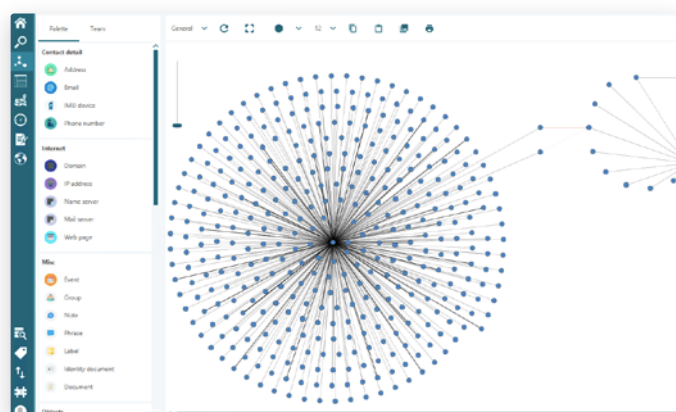 Palette Team
General 12
Contact detail
Address
Email
IMEI device
Phone number
Internet
Domain
IP address
Name server
Mail server
Web page
Misc
Event
Group
Note
Phrase
Label
Identity document
Document